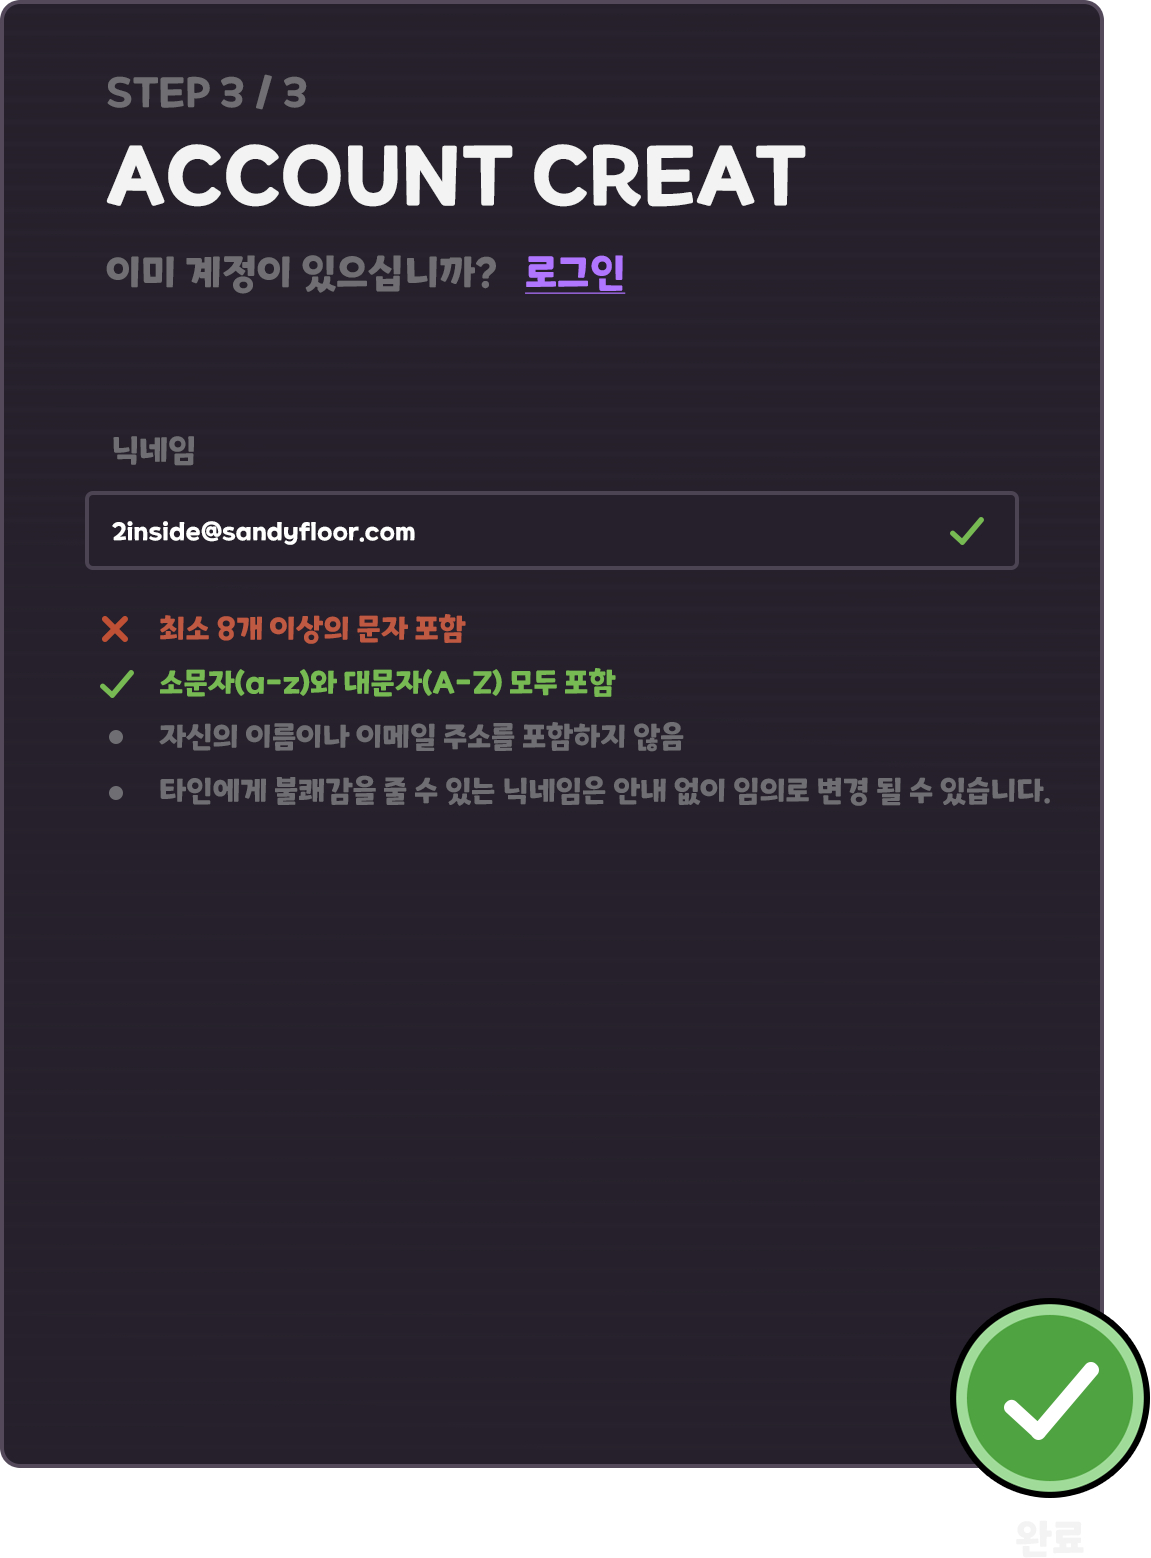 STEP 3 / 3
ACCOUNT CREAT
이미 계정이 있으십니까? 로그인
닉네임
2inside@sandyfloor.com
최소 8개 이상의 문자 포함
소문자(a-z)와 대문자(A-Z) 모두 포함
자신의 이름이나 이메일 주소를 포함하지 않음
타인에게 불쾌감을 줄 수 있는 닉네임은 안내 없이 임의로 변경 될 수 있습니다.
완료